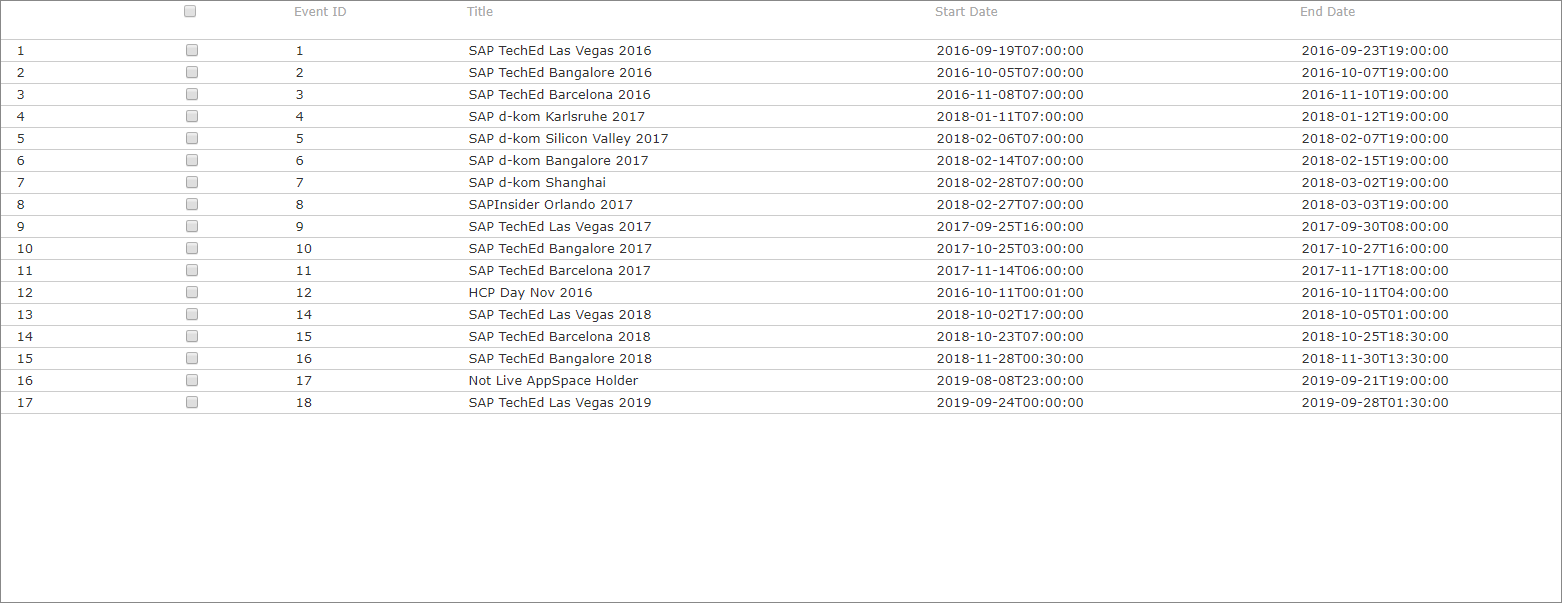 Event ID Title Start Date End Date
1 1 SAP TechEd Las Vegas 2016 2016-09-19T07:00:00 2016-09-23T19:00:00
2 2 SAP TechEd Bangalore 2016 2016-10-05T07:00:00 2016-10-07T19:00:00
3 3 SAP TechEd Barcelona 2016 2016-11-08T07:00:00 2016-11-10T19:00:00
4 4 SAP d-kom Karlsruhe 2017 2018-01-11T07:00:00 2018-01-12T19:00:00
5 5 SAP d-kom Silicon Valley 2017 2018-02-06T07:00:00 2018-02-07T19:00:00
6 6 SAP d-kom Bangalore 2017 2018-02-14T07:00:00 2018-02-15T19:00:00
7 7 SAP d-kom Shanghai 2018-02-28T07:00:00 2018-03-02T19:00:00
8 8 SAPInsider Orlando 2017 2018-02-27T07:00:00 2018-03-03T19:00:00
9 9 SAP TechEd Las Vegas 2017 2017-09-25T16:00:00 2017-09-30T08:00:00
10 10 SAP TechEd Bangalore 2017 2017-10-25T03:00:00 2017-10-27T16:00:00
11 11 SAP TechEd Barcelona 2017 2017-11-14T06:00:00 2017-11-17T18:00:00
12 12 HCP Day Nov 2016 2016-10-11T00:01:00 2016-10-11T04:00:00
13 14 SAP TechEd Las Vegas 2018 2018-10-02T17:00:00 2018-10-05T01:00:00
14 15 SAP TechEd Barcelona 2018 2018-10-23T07:00:00 2018-10-25T18:30:00
15 16 SAP TechEd Bangalore 2018 2018-11-28T00:30:00 2018-11-30T13:30:00
16 17 Not Live AppSpace Holder 2019-08-08T23:00:00 2019-09-21T19:00:00
17 18 SAP TechEd Las Vegas 2019 2019-09-24T00:00:00 2019-09-28T01:30:00